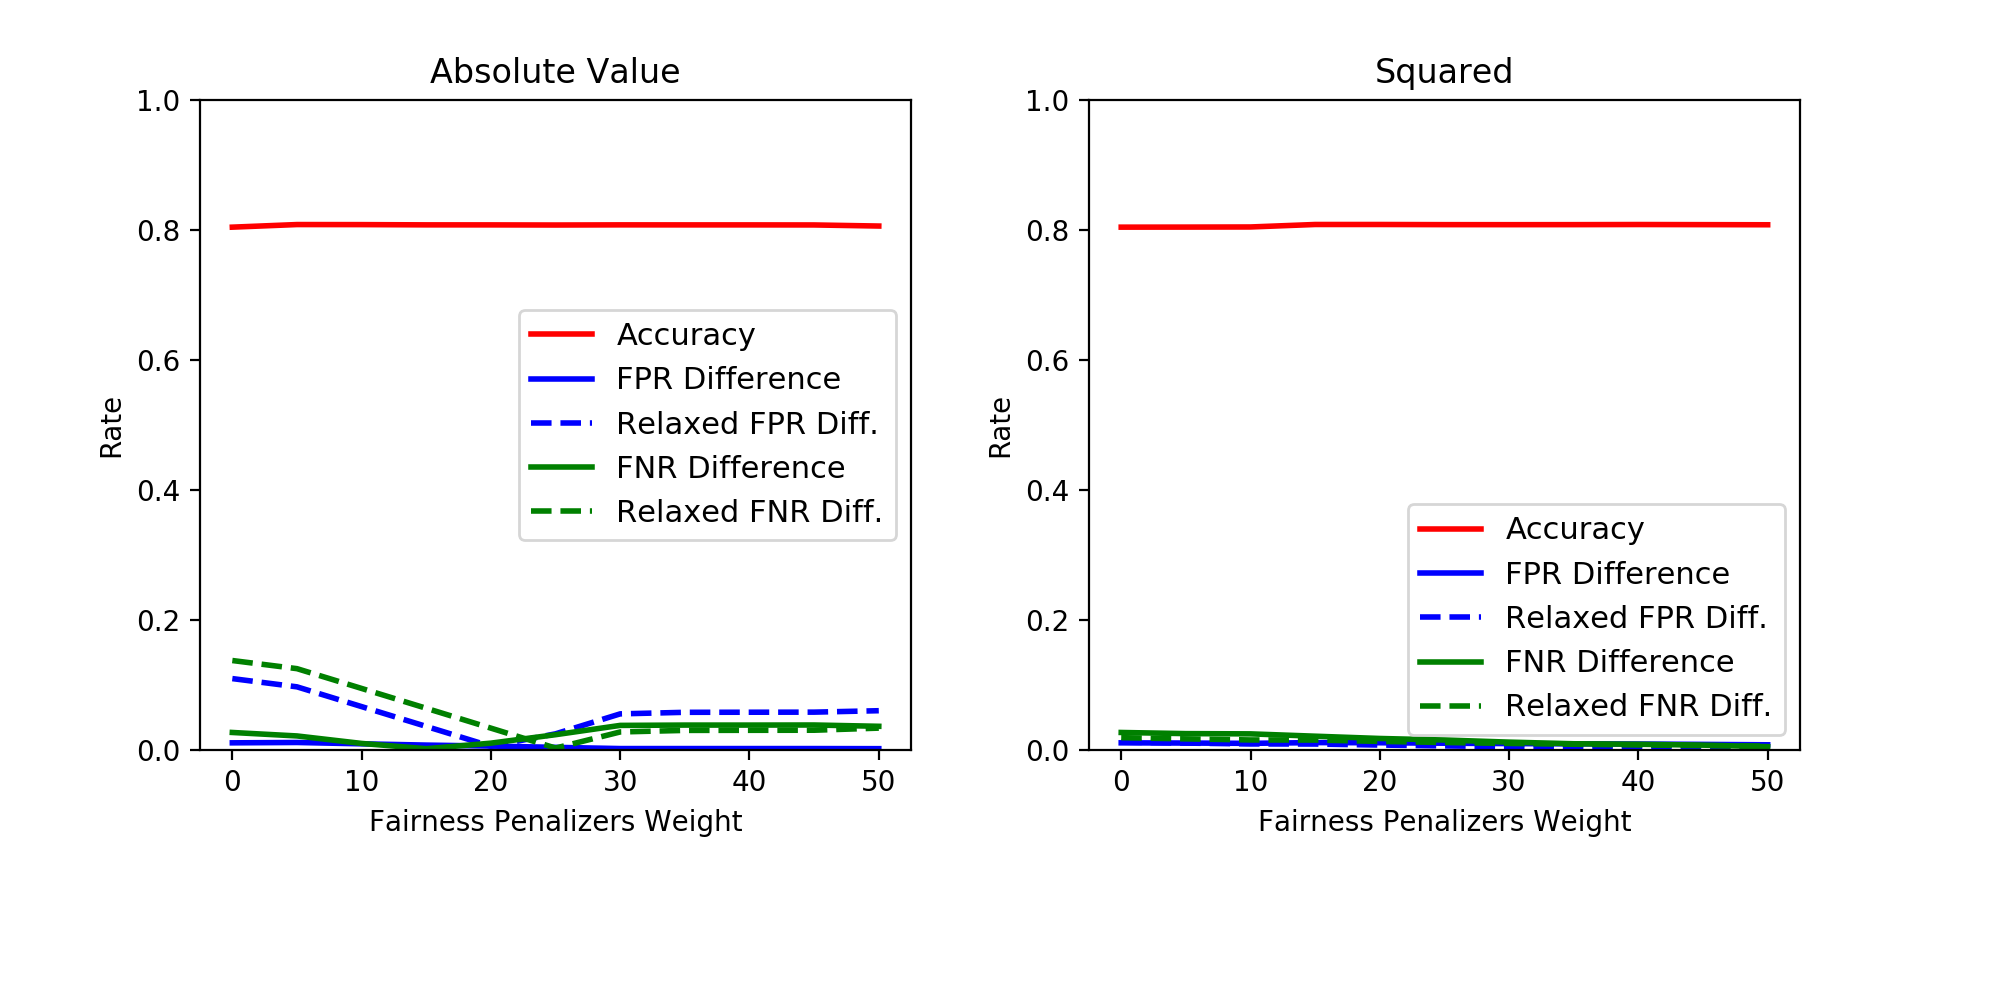 Absolute Value
1.0
0.8
0.6
0.4
0.2
0.0
Rate
Accuracy
FPR Difference
Relaxed FPR Diff.
FNR Difference
Relaxed FNR Diff.
0 10 20 30 40 50
Fairness Penalizers Weight
Squared
1.0
0.8
0.6
0.4
0.2
0.0
Rate
Accuracy
FPR Difference
Relaxed FPR Diff.
FNR Difference
Relaxed FNR Diff.
0 10 20 30 40 50
Fairness Penalizers Weight